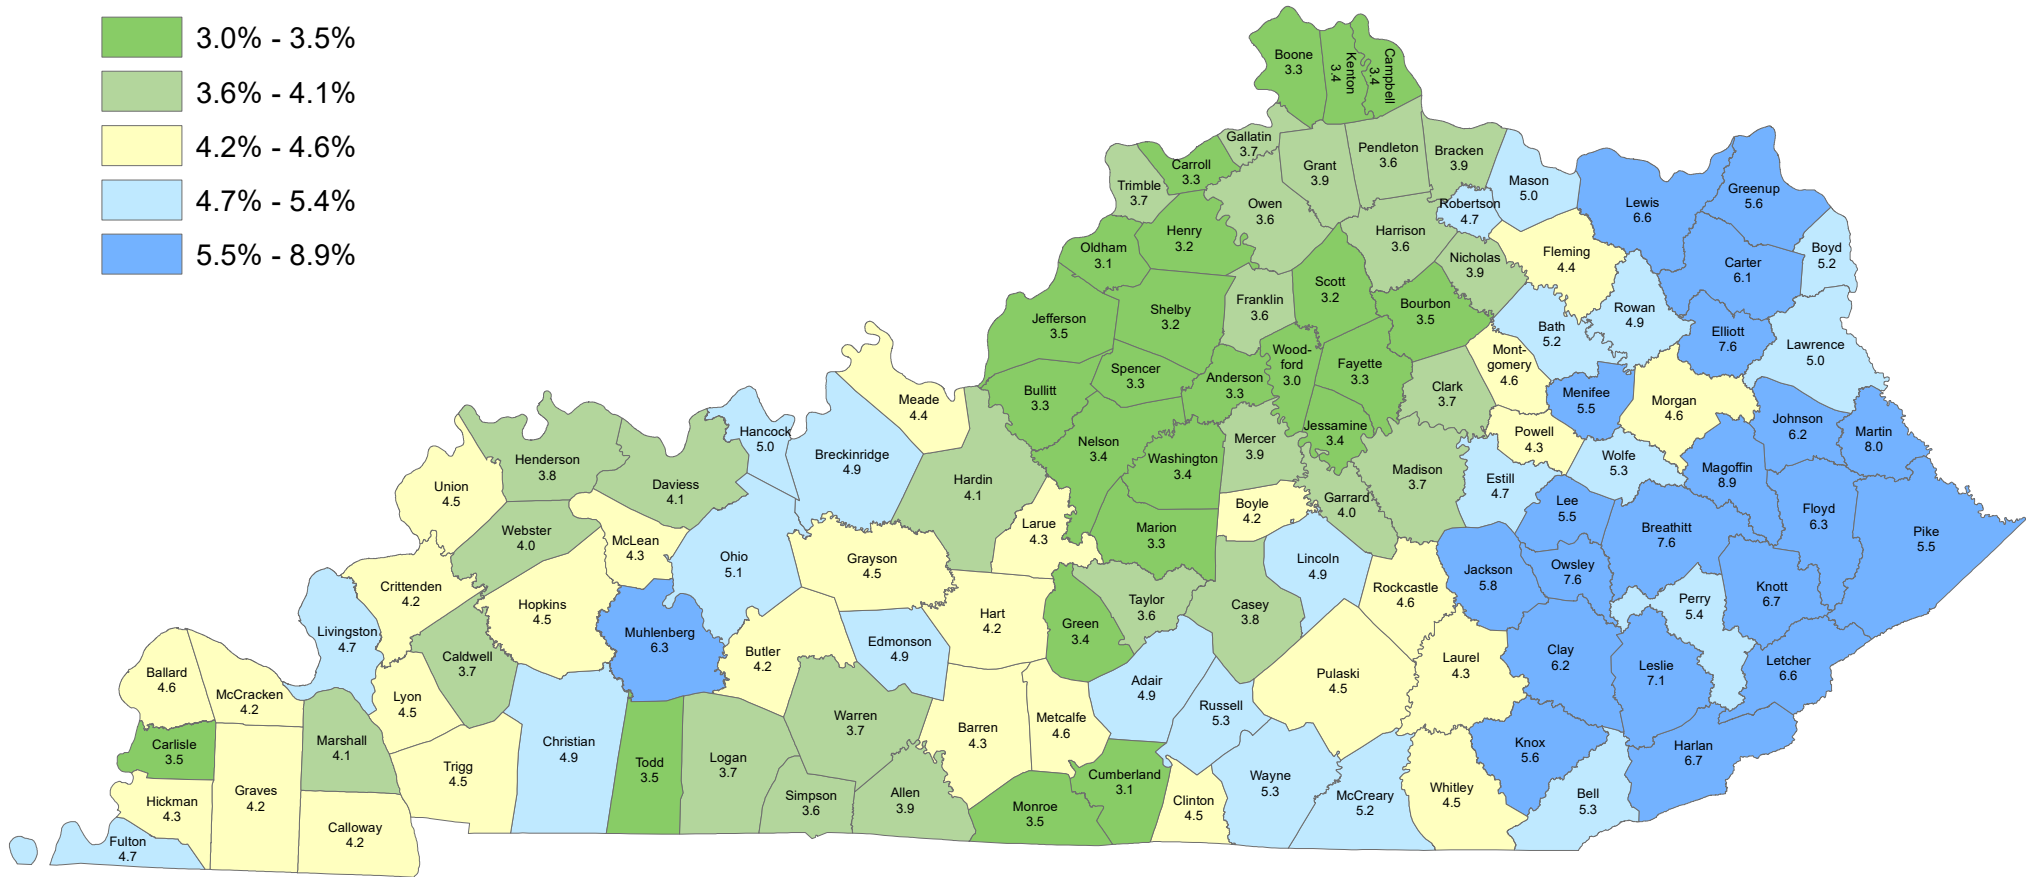 3.0% - 3.5%
3.6% - 4.1%
4.2% - 4.6%
4.7% - 5.4%
5.5% - 8.9%
Boone
3.3
Kenton
3.4
Campbell
3.4
Gallatin
3.7
Carroll
3.3
Trimble
3.7
Grant
3.9
Pendleton
3.6
Bracken
3.9
Mason
5.0
Robertson
4.7
Lewis
6.6
Greenup
5.6
Owen
3.6
Henry
3.2
Oldham
3.1
Harrison
3.6
Nicholas
3.9
Fleming
4.4
Carter
6.1
Boyd
5.2
Scott
3.2
Franklin
3.6
Bourbon
3.5
Shelby
3.2
Jefferson
3.5
Bath
5.2
Rowan
4.9
Elliott
7.6
Lawrence
5.0
Wood-
ford
3.0
Fayette
3.3
Mont-
gomery
4.6
Spencer
3.3
Anderson
3.3
Bullitt
3.3
Clark
3.7
Menifee
5.5
Morgan
4.6
Johnson
6.2
Martin
8.0
Meade
4.4
Hancock
5.0
Breckinridge
4.9
Nelson
3.4
Washington
3.4
Mercer
3.9
Jessamine
3.4
Powell
4.3
Wolfe
5.3
Magoffin
8.9
Henderson
3.8
Daviess
4.1
Union
4.5
Hardin
4.1
Madison
3.7
Estill
4.7
Lee
5.5
Floyd
6.3
Pike
5.5
Breathitt
7.6
Garrard
4.0
Boyle
4.2
Larue
4.3
Marion
3.3
Webster
4.0
McLean
4.3
Ohio
5.1
Grayson
4.5
Lincoln
4.9
Jackson
5.8
Owsley
7.6
Knott
6.7
Perry
5.4
Crittenden
4.2
Hopkins
4.5
Hart
4.2
Green
3.4
Taylor
3.6
Casey
3.8
Rockcastle
4.6
Livingston
4.7
Muhlenberg
6.3
Butler
4.2
Edmonson
4.9
Caldwell
3.7
Laurel
4.3
Clay
6.2
Leslie
7.1
Letcher
6.6
Ballard
4.6
McCracken
4.2
Lyon
4.5
Adair
4.9
Pulaski
4.5
Russell
5.3
Warren
3.7
Barren
4.3
Metcalfe
4.6
Carlisle
3.5
Marshall
4.1
Christian
4.9
Todd
3.5
Logan
3.7
Trigg
4.5
Knox
5.6
Harlan
6.7
Graves
4.2
Hickman
4.3
Calloway
4.2
Fulton
4.7
Simpson
3.6
Allen
3.9
Monroe
3.5
Cumberland
3.1
Clinton
4.5
Wayne
5.3
McCreary
5.2
Whitley
4.5
Bell
5.3